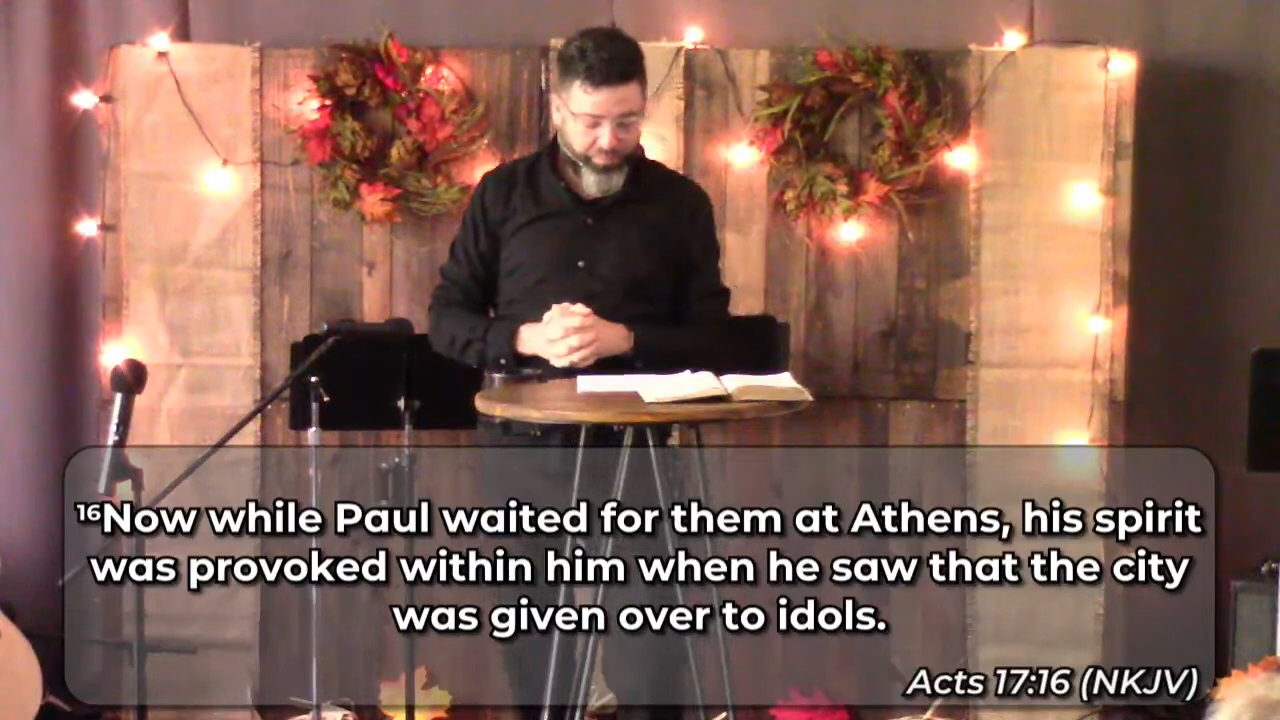 ¹⁶Now while Paul waited for them at Athens, his spirit
was provoked within him when he saw that the city
was given over to idols.
Acts 17:16 (NKJV)